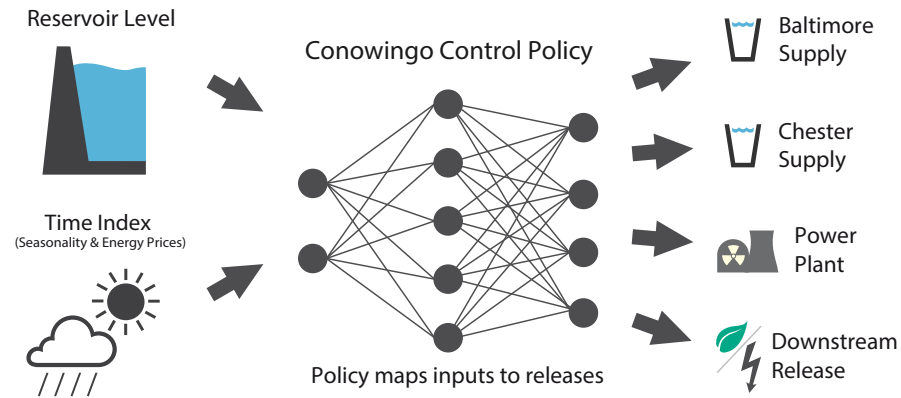 Reservoir Level
Time Index
(Seasonality & Energy Prices)
Conowingo Control Policy
Policy maps inputs to releases
Baltimore
Supply
Chester
Supply
Power
Plant
Downstream
Release